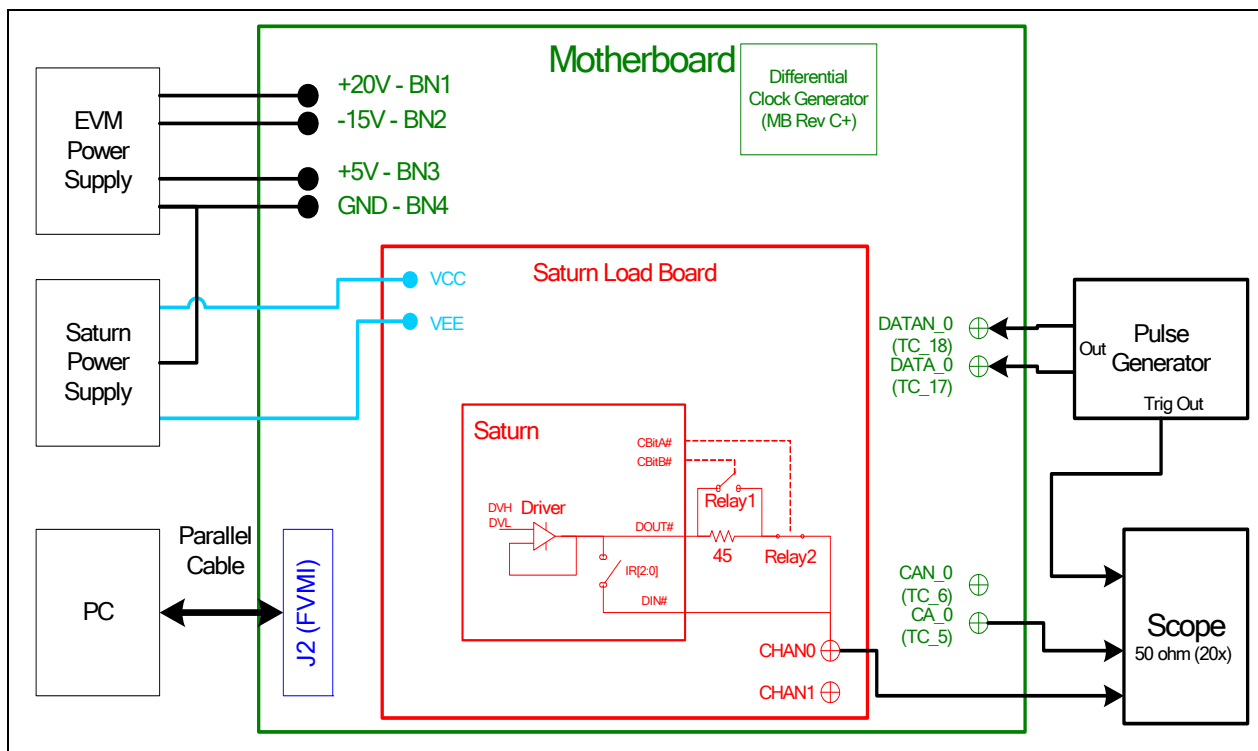 Motherboard
Differential
Clock Generator
(MB Rev C+)
EVM
Power
Supply
+20V - BN1
-15V - BN2
+5V - BN3
GND - BN4
Saturn Load Board
VCC
VEE
Saturn
Power
Supply
DATAN_0
(TC_18)
DATA_0
(TC_17)
Out
Pulse
Generator
Trig Out
Saturn
CBitA#
CBitB#
Relay1
DVH
DVL
Driver
DOUT#
45
Relay2
IR[2:0]
DIN#
Parallel
Cable
PC
J2 (FVMI)
CAN_0
(TC_6)
CA_0
(TC_5)
CHAN0
CHAN1
Scope
50 ohm (20x)